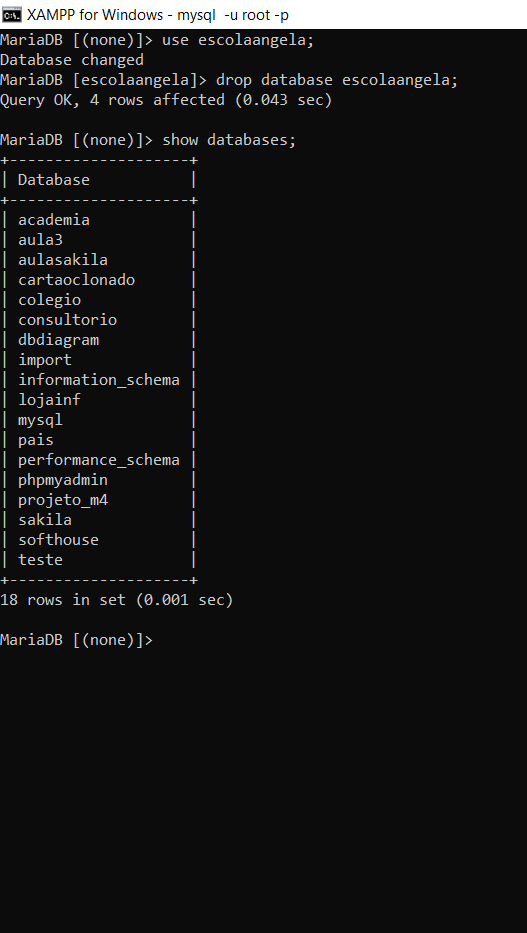 XAMPP for Windows - mysql  -u root -p
MariaDB [(none)]> use escolaangela;
Database changed
MariaDB [escolaangela]> drop database escolaangela;
Query OK, 4 rows affected (0.043 sec)
MariaDB [(none)]> show databases;
+--------------------+
| Database           |
+--------------------+
| academia           |
| aula3              |
| aulasakila         |
| cartaoclonado      |
| colegio            |
| consultorio        |
| dbdiagram          |
| import             |
| information_schema |
| lojainf            |
| mysql              |
| pais               |
| performance_schema |
| phpmyadmin         |
| projeto_m4         |
| sakila             |
| softhouse          |
| teste              |
+--------------------+
18 rows in set (0.001 sec)
MariaDB [(none)]>